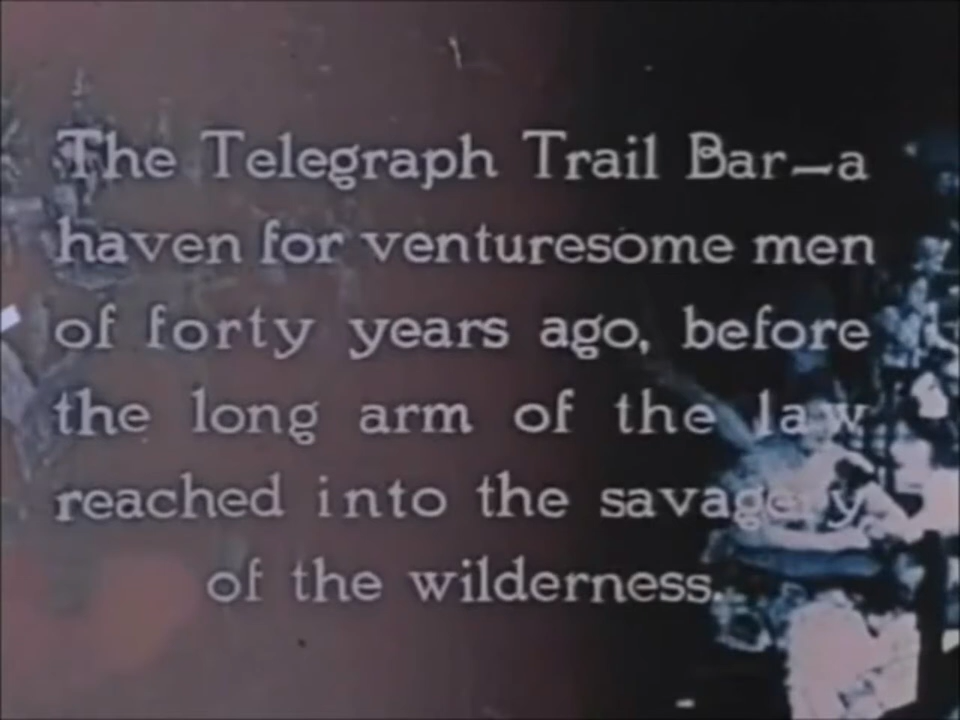 The Telegraph Trail Bar—a
haven for venturesome men
of forty years ago, before
the long arm of the law
reached into the savagery
of the wilderness.